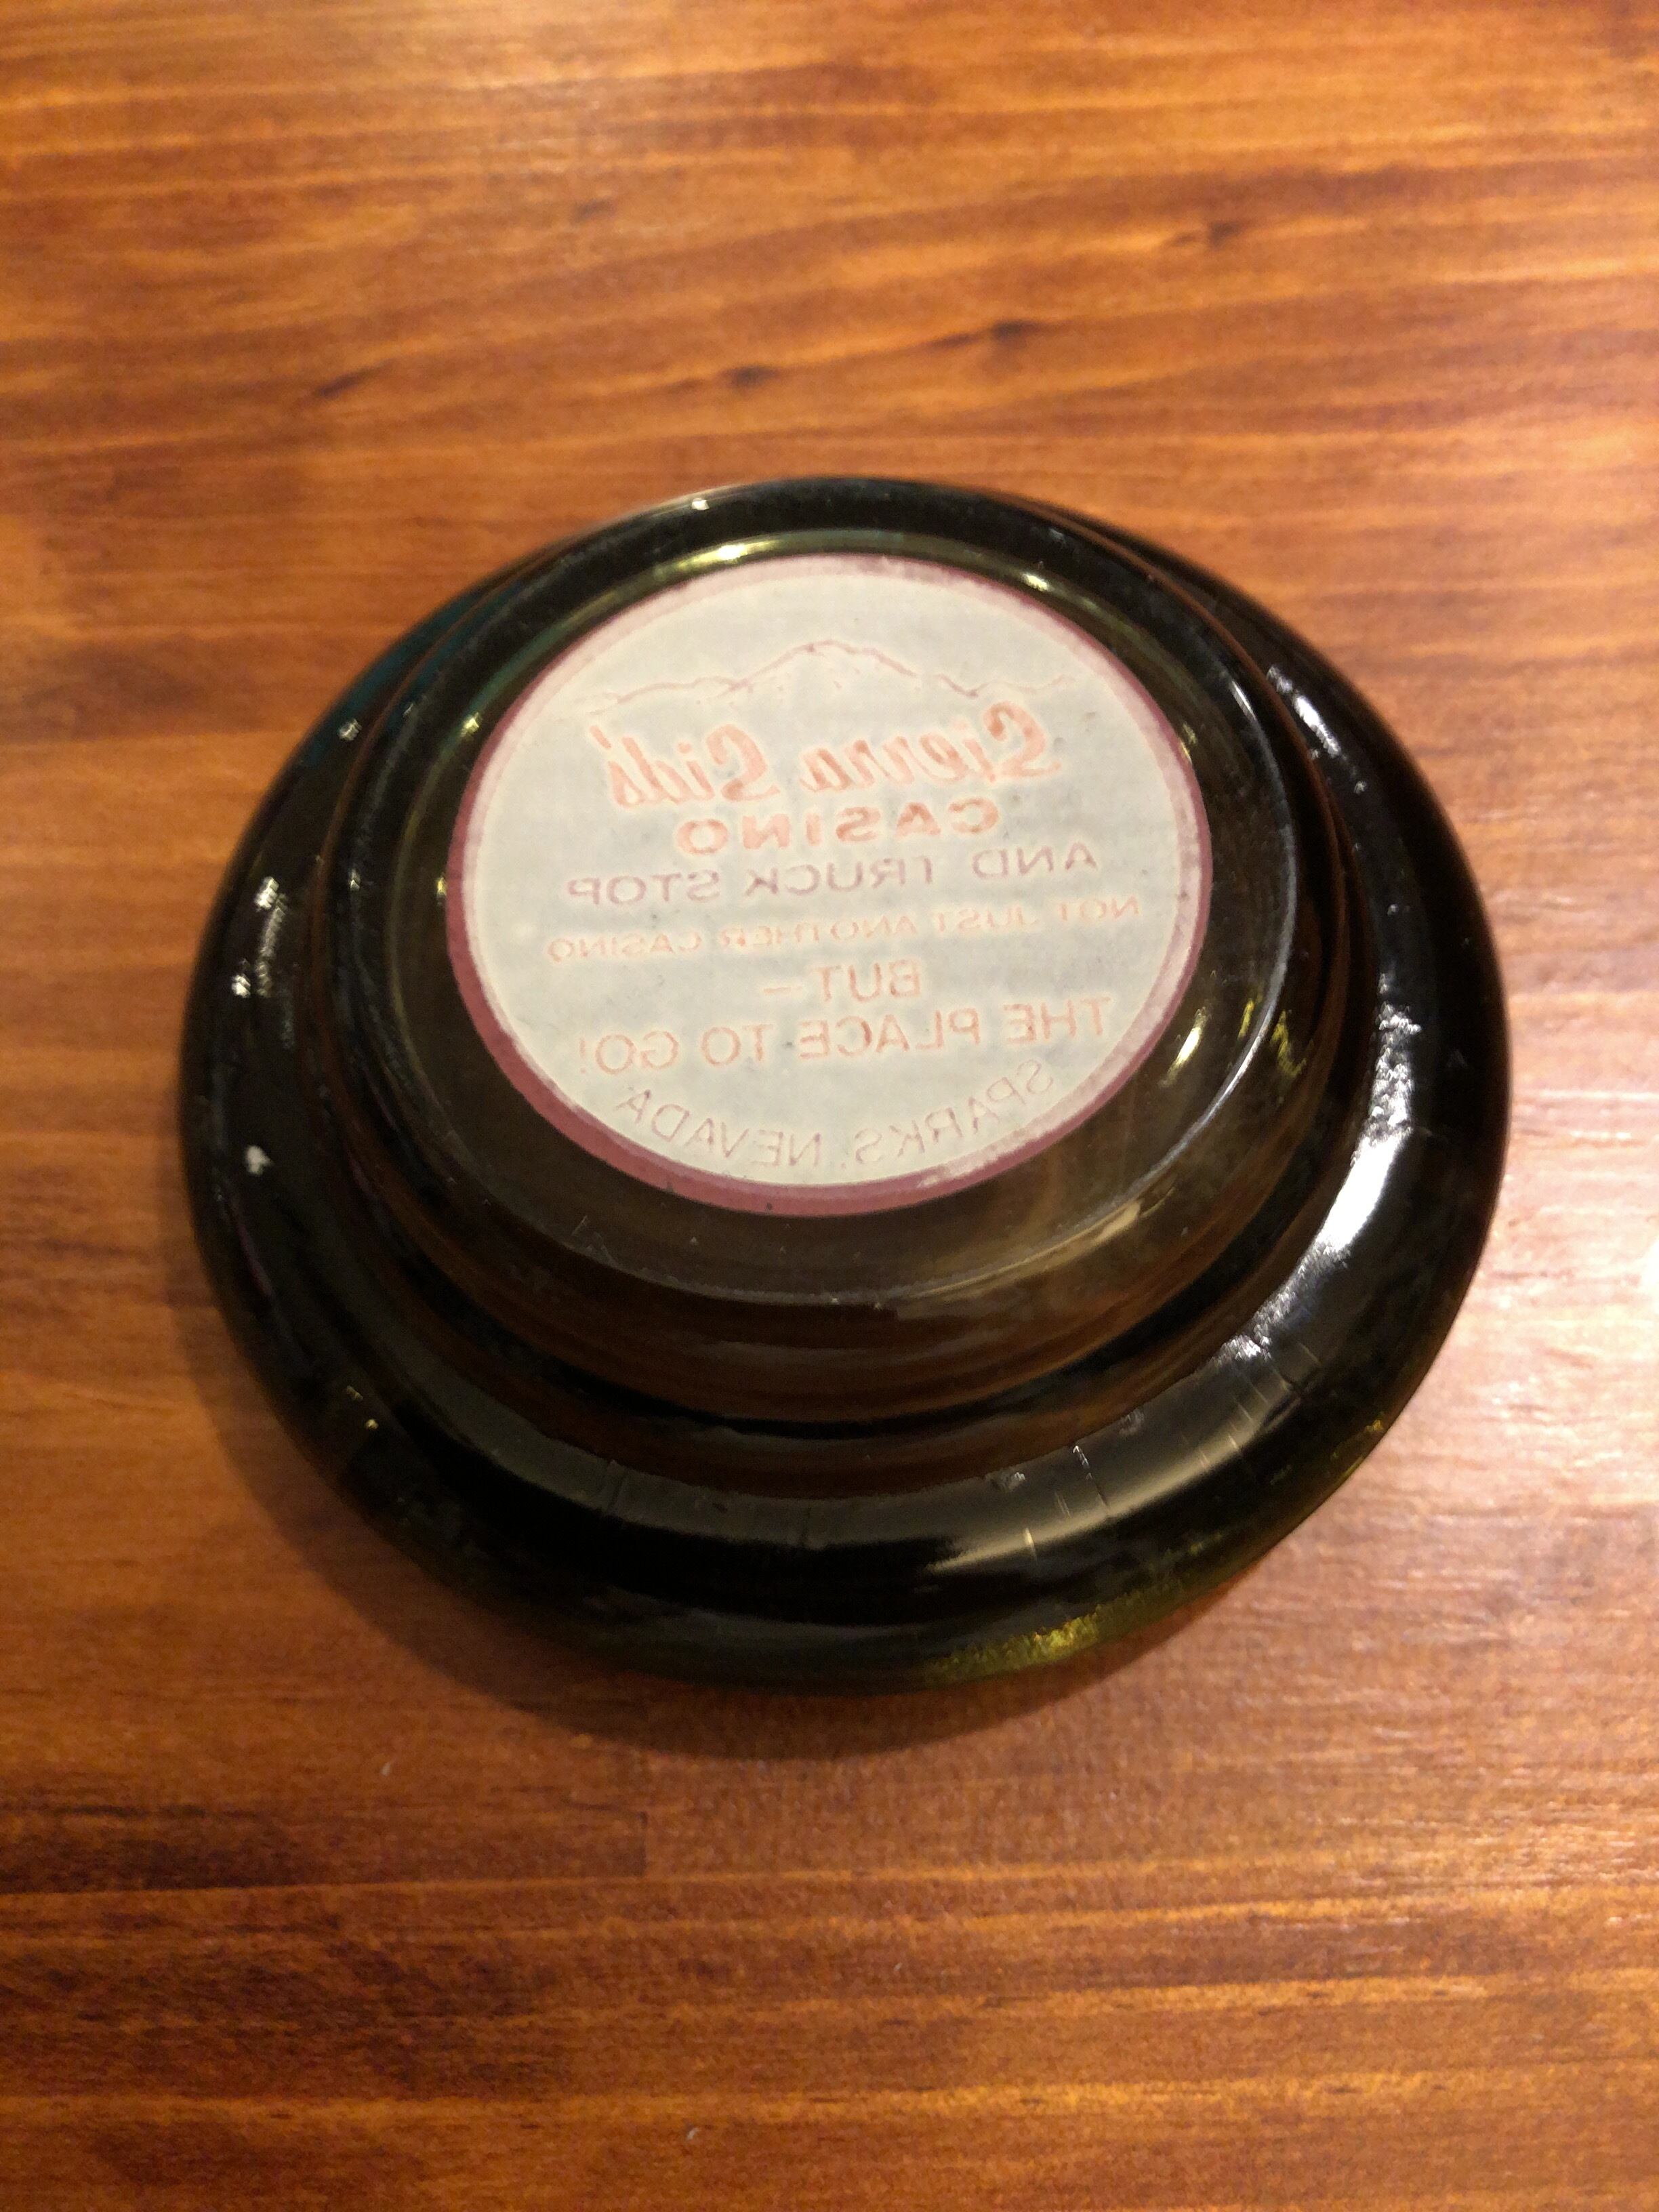 Sierra Sid's
CASINO
AND TRUCK STOP
NOT JUST ANOTHER CASINO
BUT —
THE PLACE TO GO!
SPARKS, NEVADA